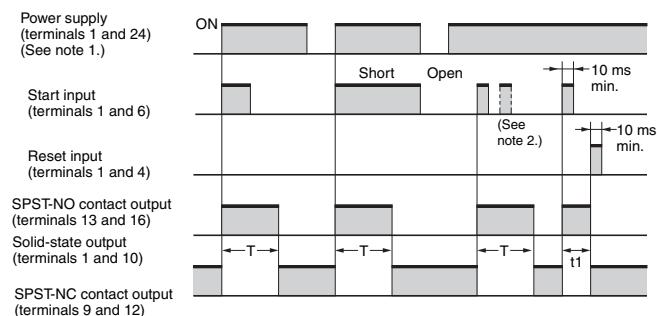 Power supply
(terminals 1 and 24)
(See note 1.)
ON
Short Open
10 ms
min.
Start input
(terminals 1 and 6)
(See
note 2.)
10 ms
min.
Reset input
(terminals 1 and 4)
SPST-NO contact output
(terminals 13 and 16)
Solid-state output
(terminals 1 and 10)
T T T t1
SPST-NC contact output
(terminals 9 and 12)